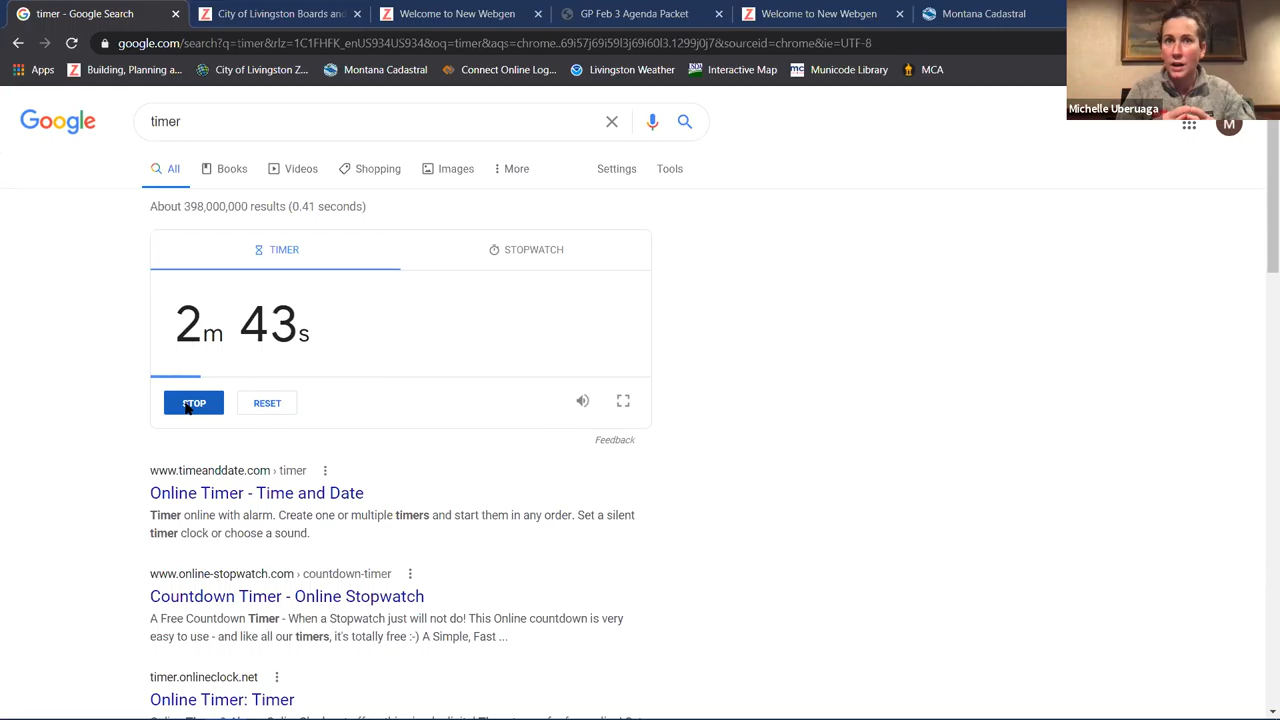 timer - Google Search
City of Livingston Boards and
Welcome to New Webgen
GP Feb 3 Agenda Packet
Welcome to New Webgen
Montana Cadastral
google.com/search?q=timer&rlz=1C1FHFK_enUS934US934&oq=timer&aqs=chrome..69i57j69i59l3j69i60l3.1299j0j7&sourceid=chrome&ie=UTF-8
Apps
Building, Planning a...
City of Livingston Z...
Montana Cadastral
Common Online Log...
Livingston Weather
Interactive Map
Municode Library
MCA
Michelle Uberuaga
Google
timer
M
All
Books
Videos
Shopping
Images
More
Settings
Tools
About 398,000,000 results (0.41 seconds)
TIMER
STOPWATCH
2m 43s
STOP
RESET
Feedback
www.timeanddate.com › timer
Online Timer - Time and Date
Timer online with alarm. Create one or multiple timers and start them in any order. Set a silent
timer clock or choose a sound.
www.online-stopwatch.com › countdown-timer
Countdown Timer - Online Stopwatch
A Free Countdown Timer - When a Stopwatch just will not do! This Online countdown is very
easy to use - and like all our timers, it's totally free :-) A Simple, Fast ...
timer.onlineclock.net
Online Timer: Timer